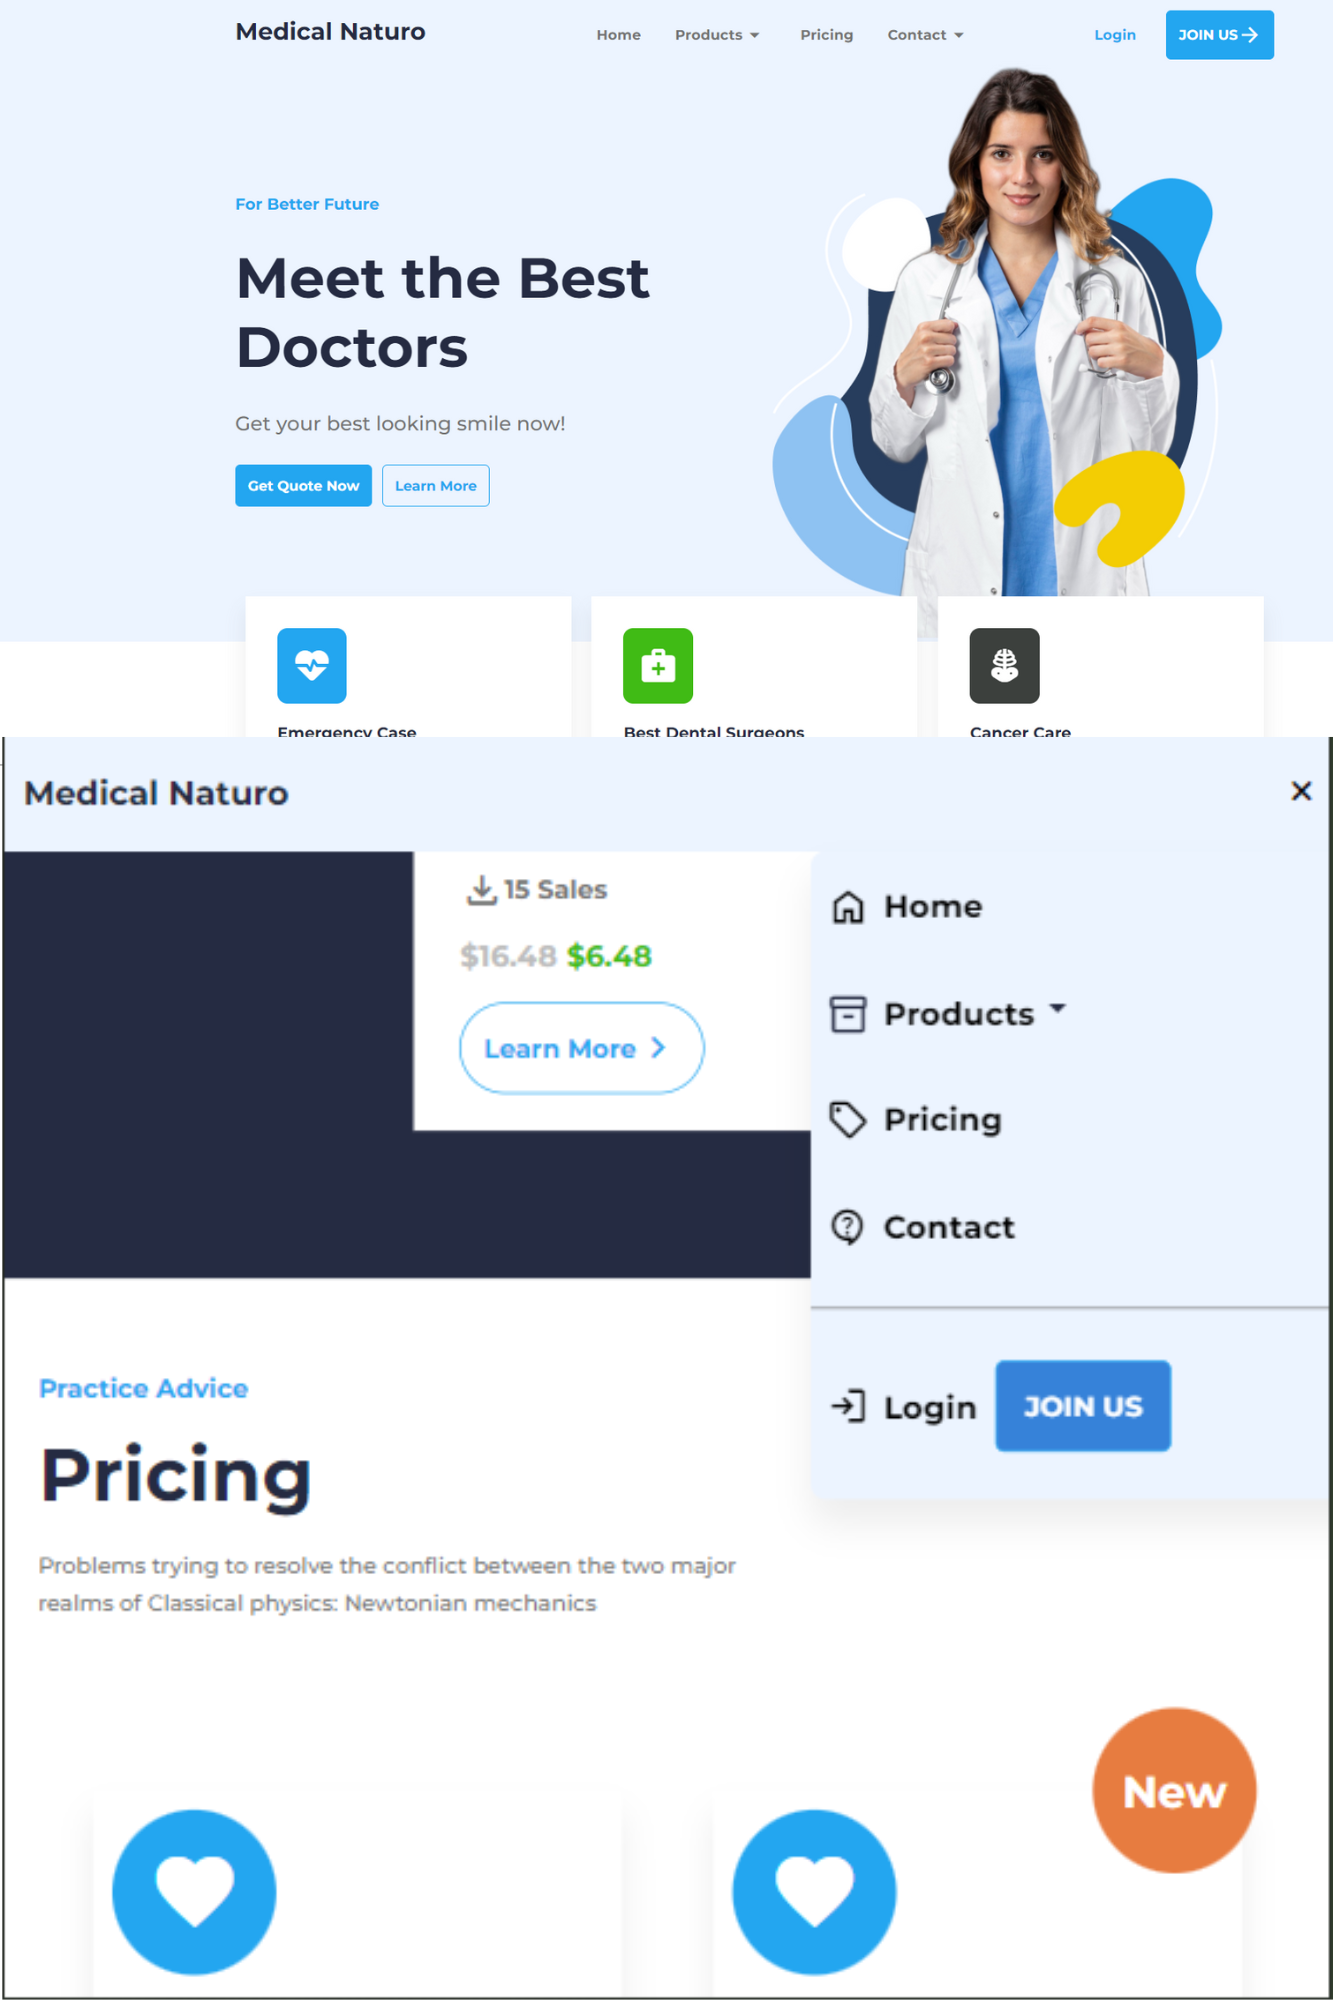 Medical Naturo
Home
Products
Pricing
Contact
Login
JOIN US
For Better Future
Meet the Best
Doctors
Get your best looking smile now!
Get Quote Now
Learn More
Emergency Case
Best Dental Surgeons
Cancer Care
Medical Naturo
15 Sales
$16.48 $6.48
Learn More
Home
Products
Pricing
Contact
Login
JOIN US
Practice Advice
Pricing
Problems trying to resolve the conflict between the two major
realms of Classical physics: Newtonian mechanics
New